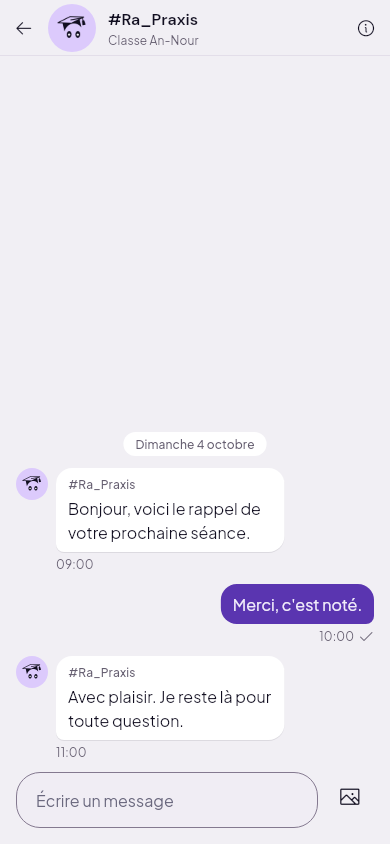 #Ra_Praxis
Classe An-Nour
Dimanche 4 octobre
#Ra_Praxis
Bonjour, voici le rappel de
votre prochaine séance.
09:00
Merci, c'est noté.
10:00
#Ra_Praxis
Avec plaisir. Je reste là pour
toute question.
11:00
Écrire un message